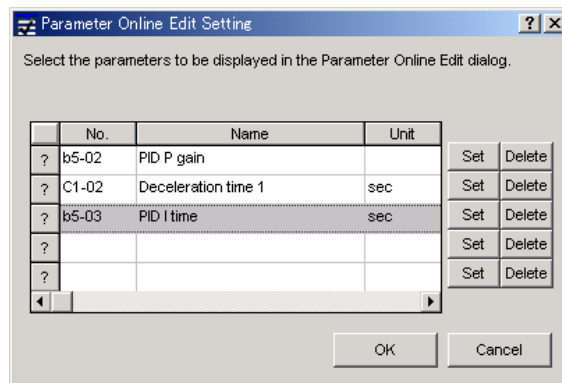 Parameter Online Edit Setting ? ×
Select the parameters to be displayed in the Parameter Online Edit dialog.
No. Name Unit
? b5-02 PID P gain Set Delete
? C1-02 Deceleration time 1 sec Set Delete
? b5-03 PID I time sec Set Delete
? Set Delete
? Set Delete
OK Cancel